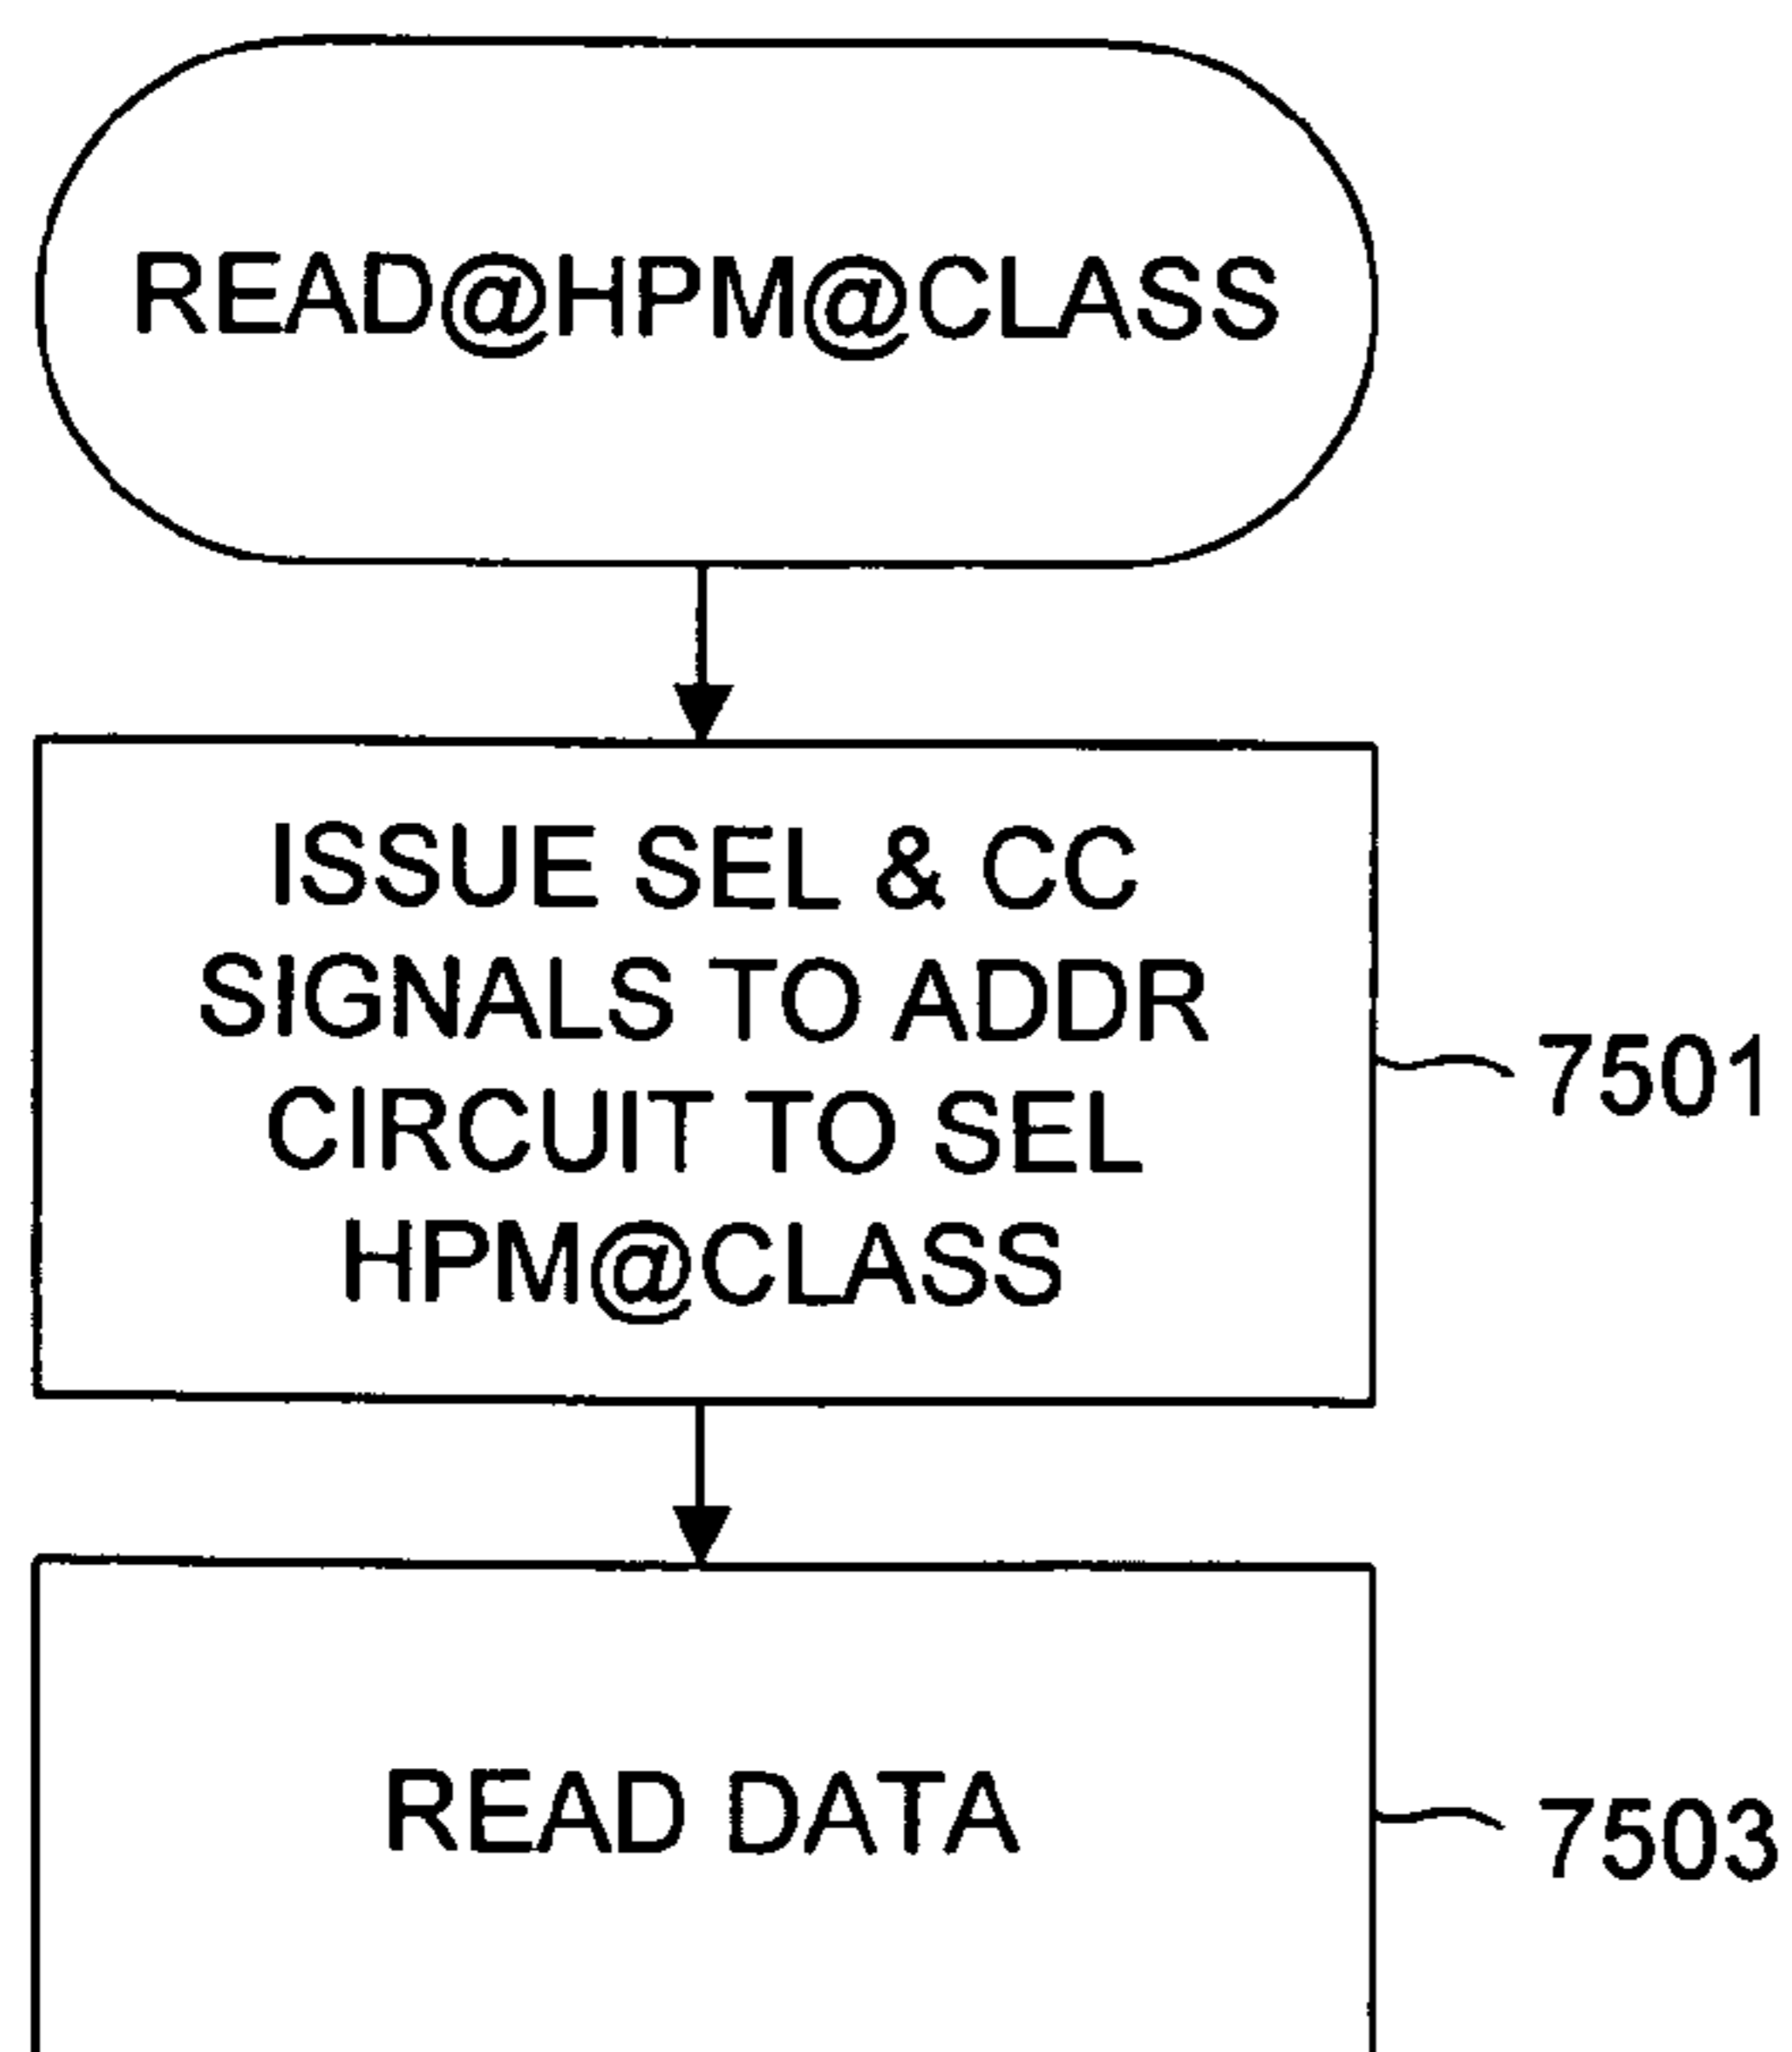 READ@HPM@CLASS
ISSUE SEL & CC
SIGNALS TO ADDR
CIRCUIT TO SEL
HPM@CLASS
7501
READ DATA
7503